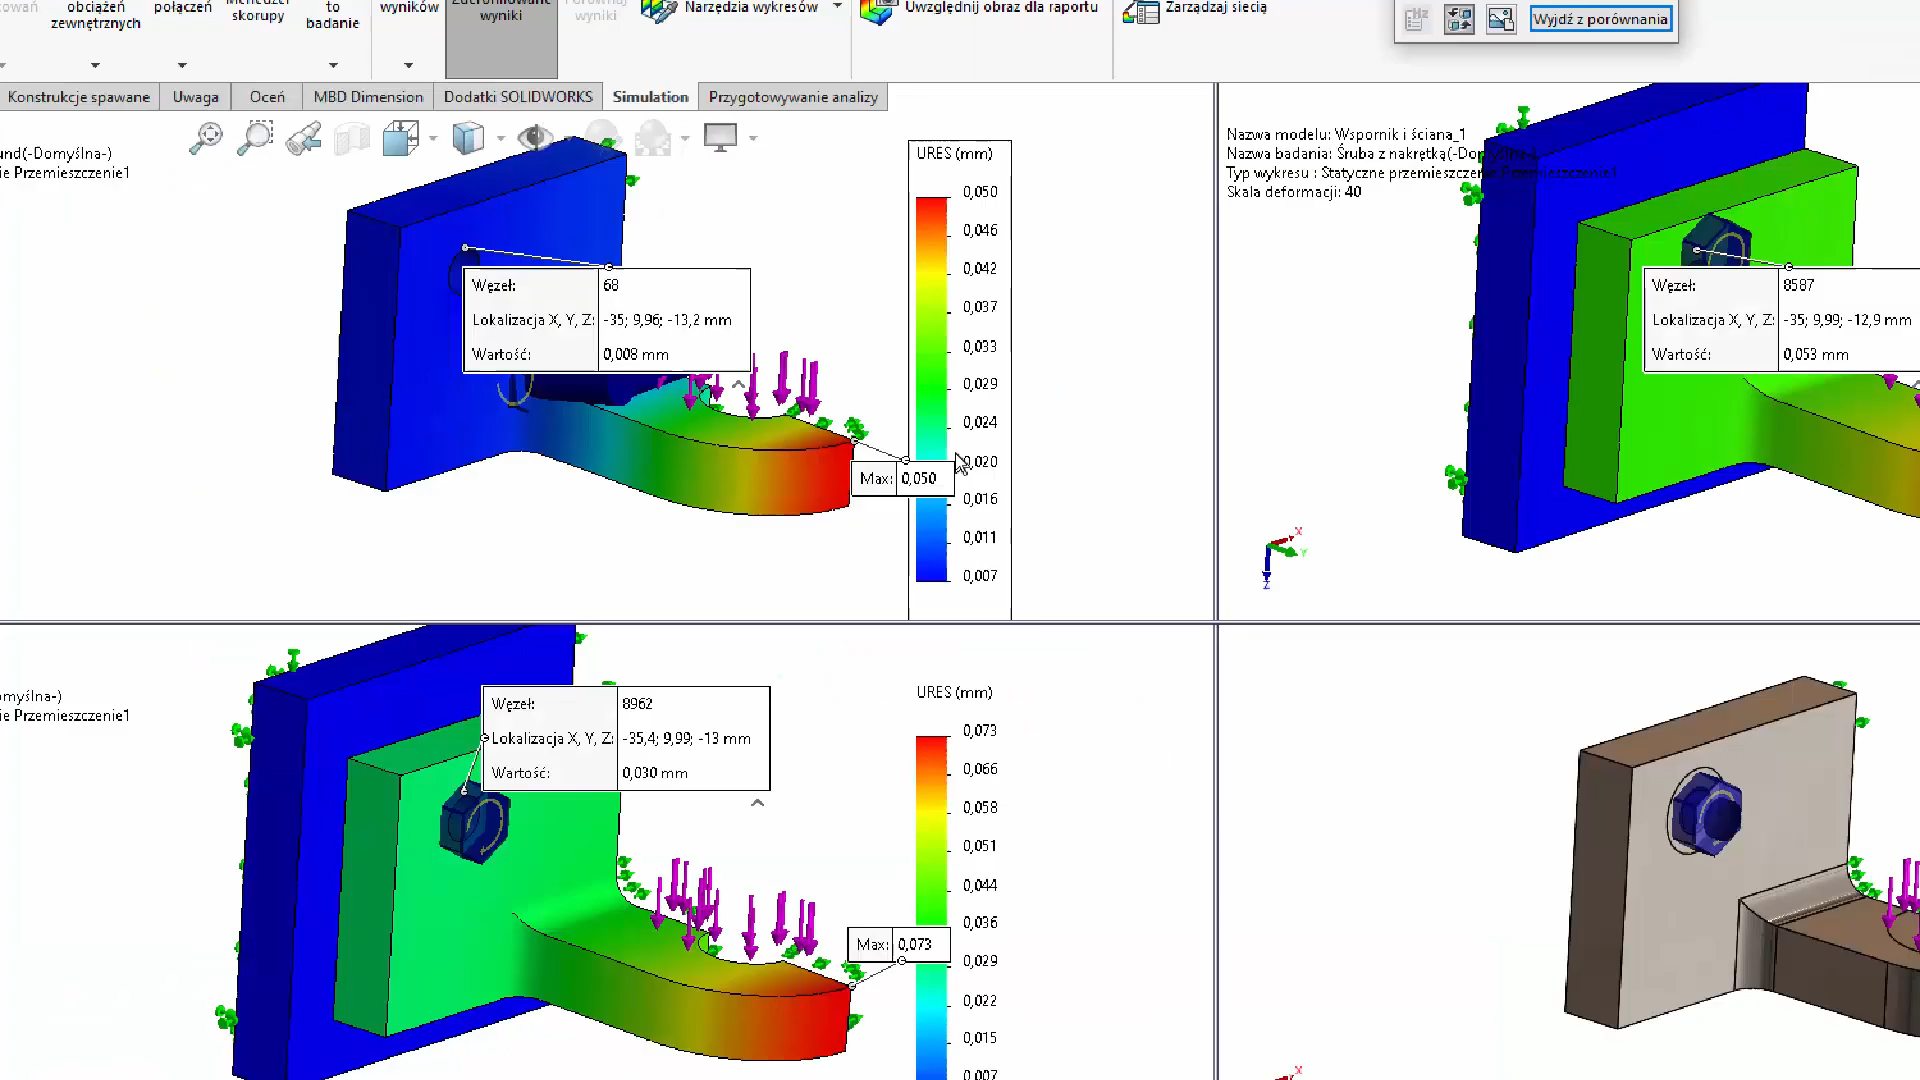 obciążeń
zewnętrznych
połączeń
skorupy
to
badanie
wyników
wyniki
wyniki
Narzędzia wykresów
Uwzględnij obraz dla raportu
Zarządzaj siecią
Wyjdź z porównania
Konstrukcje spawane
Uwaga
Oceń
MBD Dimension
Dodatki SOLIDWORKS
Simulation
Przygotowywanie analizy
und(-Domyślna-)
ie Przemieszczenie1
URES (mm)
0,050
0,046
0,042
0,037
0,033
0,029
0,024
0,020
0,016
0,011
0,007
Węzeł: 68
Lokalizacja X, Y, Z: -35; 9,96; -13,2 mm
Wartość: 0,008 mm
Max: 0,050
Nazwa modelu: Wspornik i ściana_1
Nazwa badania: Śruba z nakrętką(-Domyślna-)
Typ wykresu : Statyczne przemieszczenie Przemieszczenie1
Skala deformacji: 40
Węzeł: 8587
Lokalizacja X, Y, Z: -35; 9,99; -12,9 mm
Wartość: 0,053 mm
X
Y
Z
omyślna-)
ie Przemieszczenie1
Węzeł: 8962
Lokalizacja X, Y, Z: -35,4; 9,99; -13 mm
Wartość: 0,030 mm
URES (mm)
0,073
0,066
0,058
0,051
0,044
0,036
0,029
0,022
0,015
0,007
Max: 0,073
X